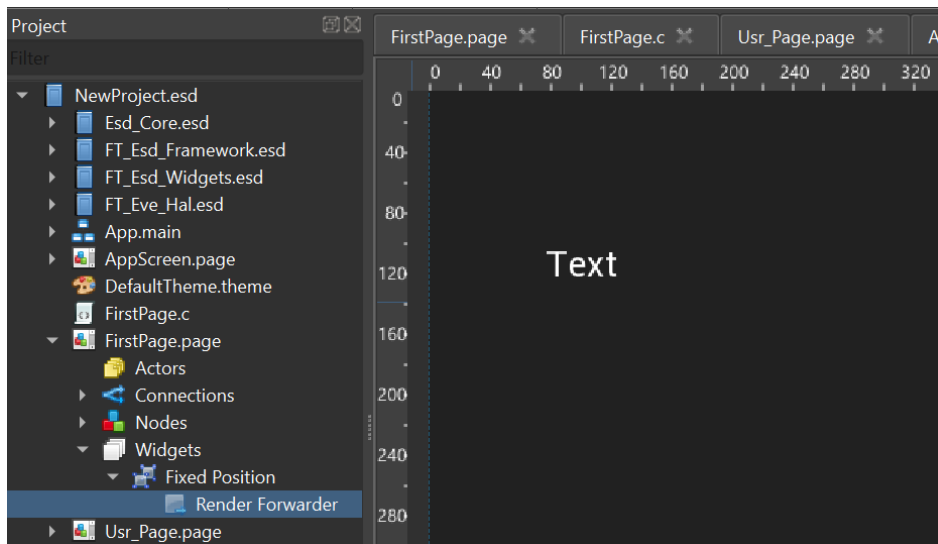 Project
Filter
NewProject.esd
Esd_Core.esd
FT_Esd_Framework.esd
FT_Esd_Widgets.esd
FT_Eve_Hal.esd
App.main
AppScreen.page
DefaultTheme.theme
FirstPage.c
FirstPage.page
Actors
Connections
Nodes
Widgets
Fixed Position
Render Forwarder
Usr_Page.page
FirstPage.page FirstPage.c Usr_Page.page A
0 40 80 120 160 200 240 280 320
0
40
80
120
160
200
240
280
Text